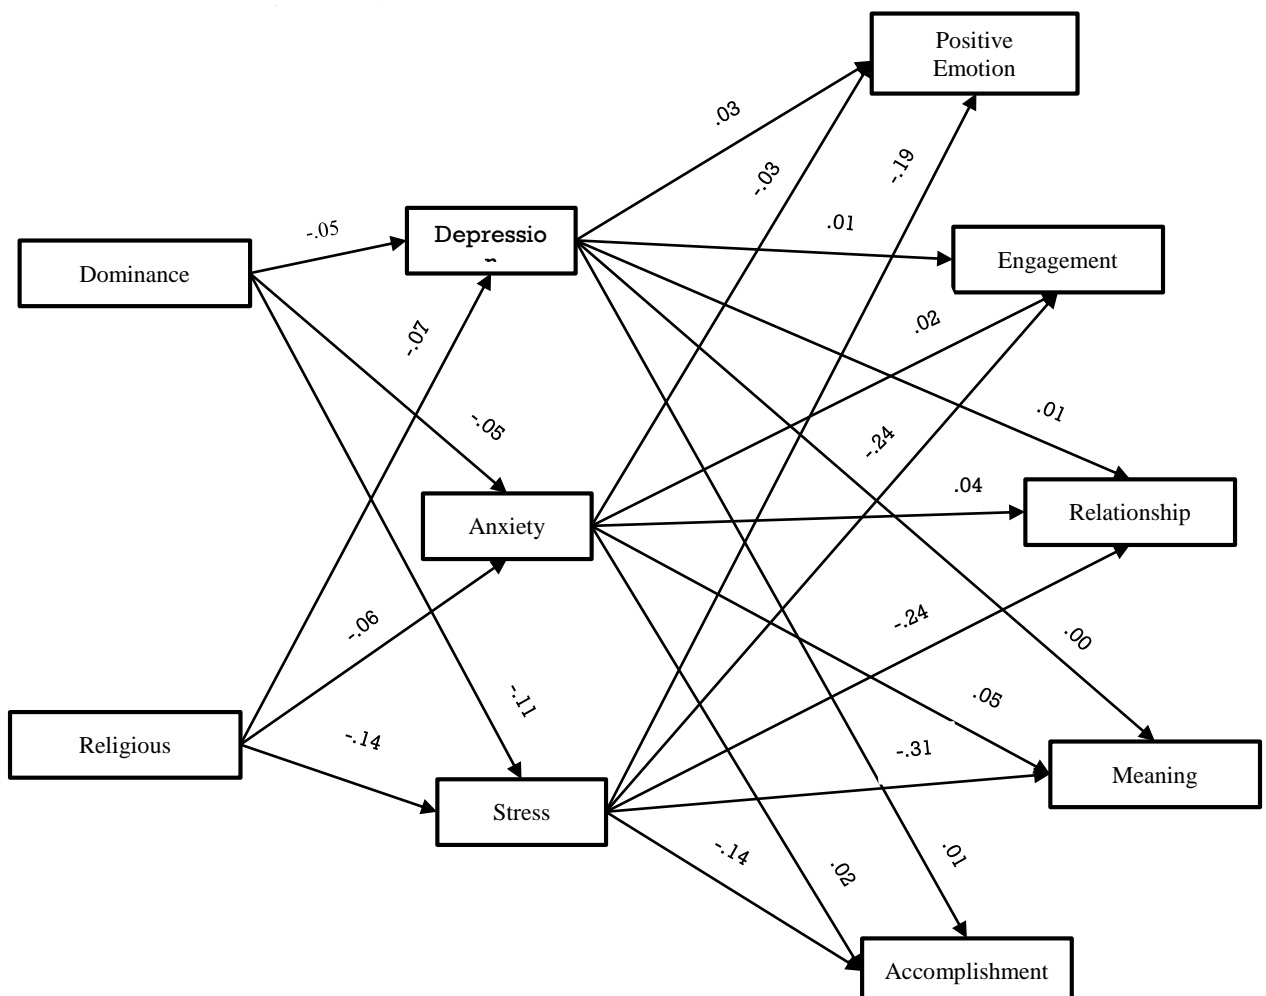 Positive
Emotion
.03
-.03
-.19
-.05
Depressio
n
.01
Dominance
Engagement
-.07
.02
-.05
-.24
.01
Anxiety
.04
Relationship
-.06
-.24
.00
-.11
.05
Religious
-.14
-.31
Meaning
Stress
-.14
.02
.01
Accomplishment